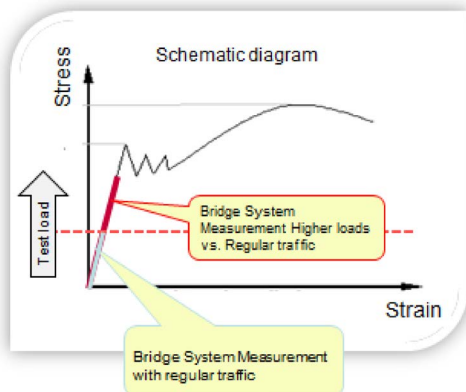 Schematic diagram
Stress
Test load
Bridge System
Measurement Higher loads
vs. Regular traffic
Strain
Bridge System Measurement
with regular traffic